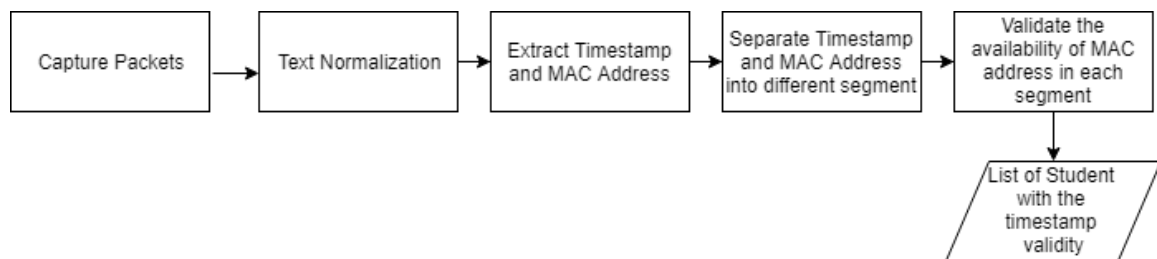 Capture Packets
Text Normalization
Extract Timestamp
and MAC Address
Separate Timestamp
and MAC Address
into different segment
Validate the
availability of MAC
address in each
segment
List of Student
with the
timestamp
validity